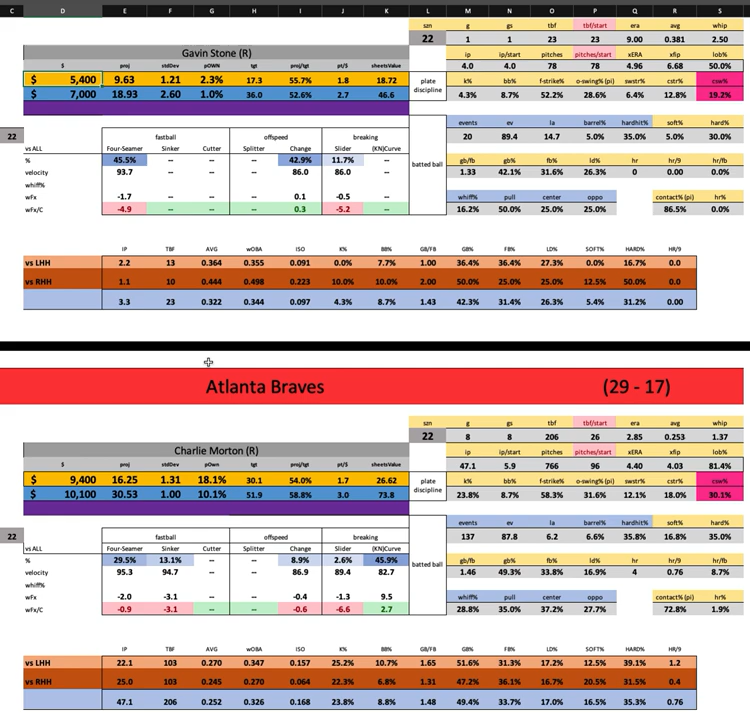 C D E F G H I J K L M N O P Q R S
szn g gs tbf tbf/start era avg whip
22 1 1 23 23 9.00 0.381 2.50
Gavin Stone (R) ip ip/start pitches pitches/start xERA xfip lob%
$ proj stdDev pOWN tgt proj/tgt pt/$ sheetsValue 4.0 4.0 78 78 4.96 6.68 50.0%
$ 5,400 9.63 1.21 2.3% 17.3 55.7% 1.8 18.72 plate discipline k% bb% f-strike% o-swing% (pi) swstr% cstr% csw%
$ 7,000 18.93 2.60 1.0% 36.0 52.6% 2.7 46.6 4.3% 8.7% 52.2% 28.6% 6.4% 12.8% 19.2%
events ev la barrel% hardhit% soft% hard%
22 fastball offspeed breaking 20 89.4 14.7 5.0% 35.0% 5.0% 30.0%
vs ALL Four-Seamer Sinker Cutter Splitter Change Slider (KN)Curve
% 45.5% -- -- -- 42.9% 11.7% -- batted ball gb/fb gb% fb% ld% hr hr/9 hr/fb
velocity 93.7 -- -- -- 86.0 86.0 -- 1.33 42.1% 31.6% 26.3% 0 0.00 0.0%
whiff%
wFx -1.7 -- -- -- 0.1 -0.5 -- whiff% pull center oppo contact% (pi) hr%
wFx/C -4.9 -- -- -- 0.3 -5.2 -- 16.2% 50.0% 25.0% 25.0% 86.5% 0.0%
IP TBF AVG wOBA ISO K% BB% GB/FB GB% FB% LD% SOFT% HARD% HR/9
vs LHH 2.2 13 0.364 0.355 0.091 0.0% 7.7% 1.00 36.4% 36.4% 27.3% 0.0% 16.7% 0.0
vs RHH 1.1 10 0.444 0.498 0.223 10.0% 10.0% 2.00 50.0% 25.0% 25.0% 12.5% 50.0% 0.0
3.3 23 0.322 0.344 0.097 4.3% 8.7% 1.43 42.3% 31.4% 26.3% 5.4% 31.2% 0.00
Atlanta Braves (29 - 17)
szn g gs tbf tbf/start era avg whip
22 8 8 206 26 2.85 0.253 1.37
Charlie Morton (R) ip ip/start pitches pitches/start xERA xfip lob%
$ proj stdDev pOwn tgt proj/tgt pt/$ sheetsValue 47.1 5.9 766 96 4.40 4.03 81.4%
$ 9,400 16.25 1.31 18.1% 30.1 54.0% 1.7 26.62 plate discipline k% bb% f-strike% o-swing% (pi) swstr% cstr% csw%
$ 10,100 30.53 1.00 10.1% 51.9 58.8% 3.0 73.8 23.8% 8.7% 58.3% 31.6% 12.1% 18.0% 30.1%
events ev la barrel% hardhit% soft% hard%
22 fastball offspeed breaking 137 87.8 6.2 6.6% 35.8% 16.8% 35.0%
vs ALL Four-Seamer Sinker Cutter Splitter Change Slider (KN)Curve
% 29.5% 13.1% -- -- 8.9% 2.6% 45.9% batted ball gb/fb gb% fb% ld% hr hr/9 hr/fb
velocity 95.3 94.7 -- -- 86.9 89.4 82.7 1.46 49.3% 33.8% 16.9% 4 0.76 8.7%
whiff%
wFx -2.0 -3.1 -- -- -0.4 -1.3 9.5 whiff% pull center oppo contact% (pi) hr%
wFx/C -0.9 -3.1 -- -- -0.6 -6.6 2.7 28.8% 35.0% 37.2% 27.7% 72.8% 1.9%
IP TBF AVG wOBA ISO K% BB% GB/FB GB% FB% LD% SOFT% HARD% HR/9
vs LHH 22.1 103 0.270 0.347 0.157 25.2% 10.7% 1.65 51.6% 31.3% 17.2% 12.5% 39.1% 1.2
vs RHH 25.0 103 0.245 0.270 0.064 22.3% 6.8% 1.31 47.2% 36.1% 16.7% 20.5% 31.5% 0.4
47.1 206 0.252 0.326 0.168 23.8% 8.8% 1.48 49.4% 33.7% 17.0% 16.5% 35.3% 0.76